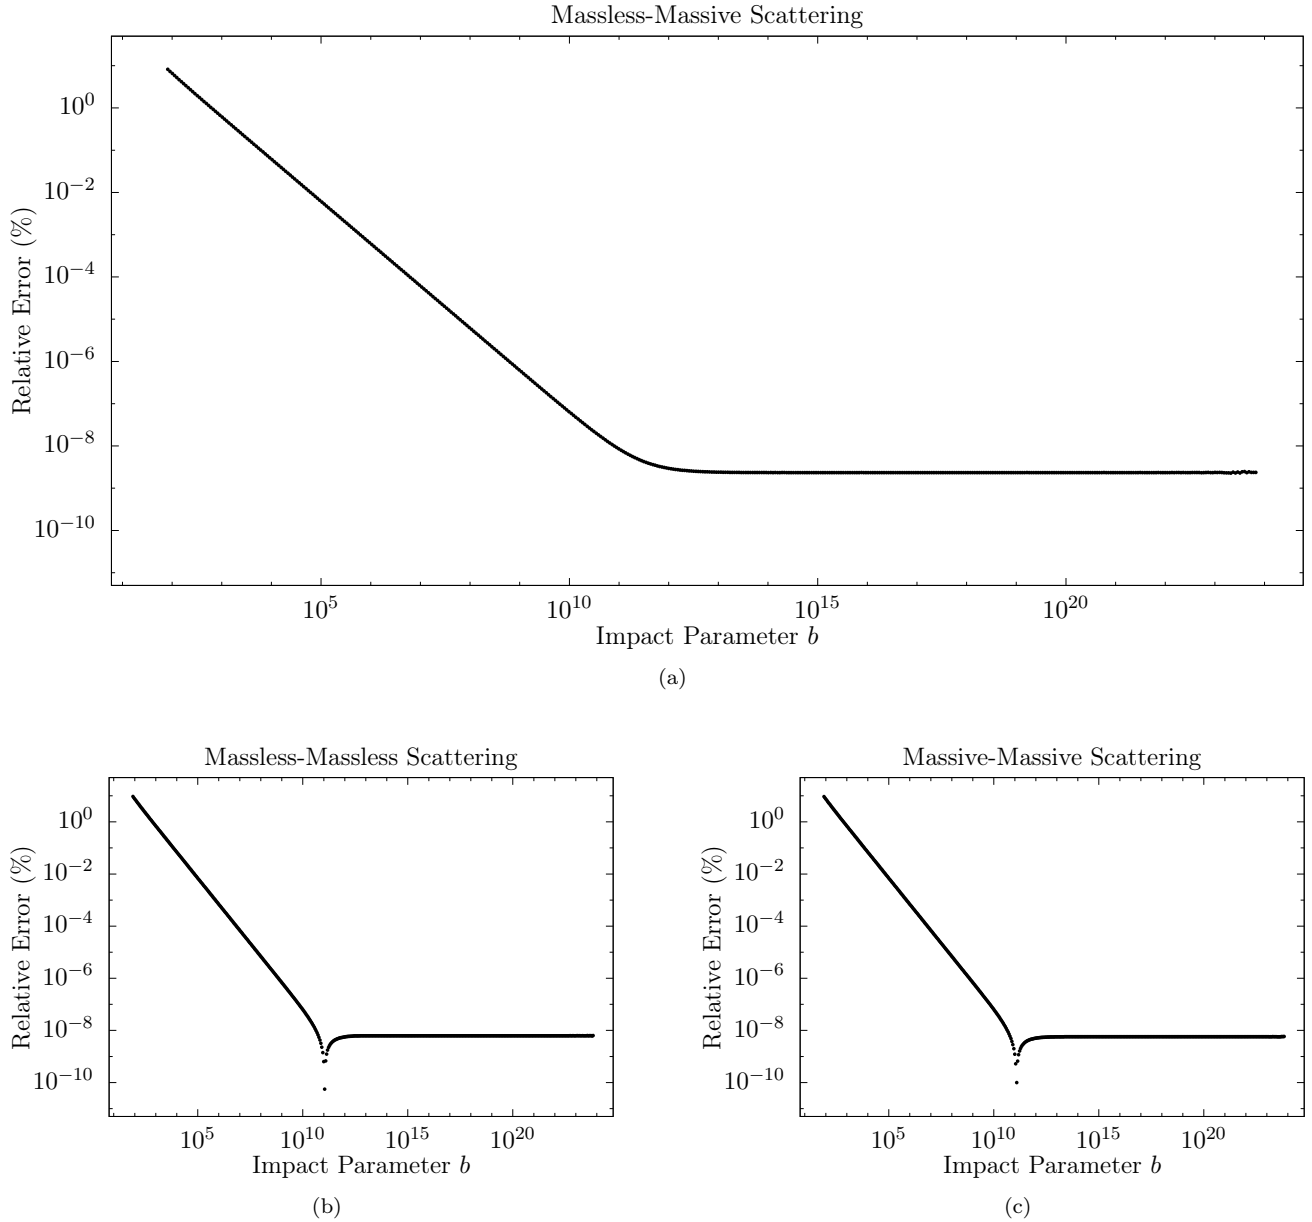 Massless-Massive Scattering
Relative Error (%)
10^0
10^-2
10^-4
10^-6
10^-8
10^-10
10^5 10^10 10^15 10^20
Impact Parameter b
(a)
Massless-Massless Scattering
Relative Error (%)
10^0
10^-2
10^-4
10^-6
10^-8
10^-10
10^5 10^10 10^15 10^20
Impact Parameter b
(b)
Massive-Massive Scattering
Relative Error (%)
10^0
10^-2
10^-4
10^-6
10^-8
10^-10
10^5 10^10 10^15 10^20
Impact Parameter b
(c)